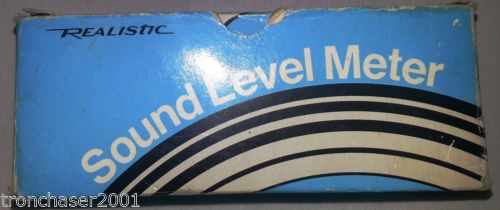 REALISTIC
Sound Level Meter
tronchaser2001